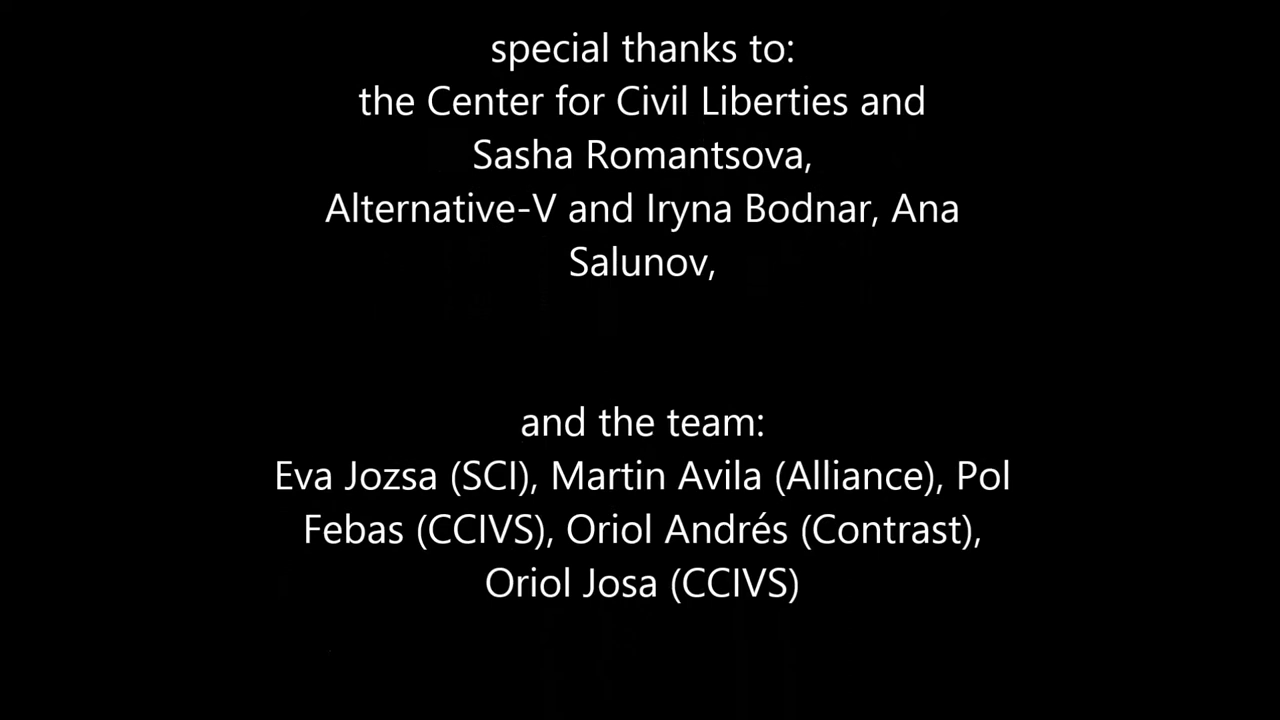 special thanks to:
the Center for Civil Liberties and
Sasha Romantsova,
Alternative-V and Iryna Bodnar, Ana
Salunov,
and the team:
Eva Jozsa (SCI), Martin Avila (Alliance), Pol
Febas (CCIVS), Oriol Andrés (Contrast),
Oriol Josa (CCIVS)